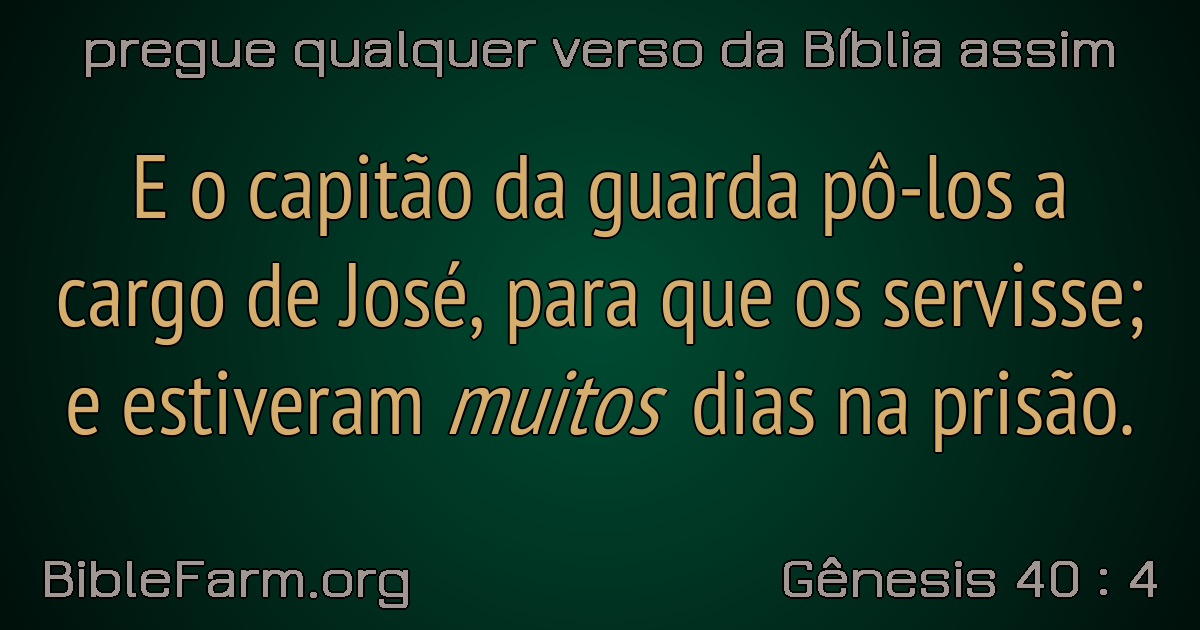 pregue qualquer verso da Bíblia assim
E o capitão da guarda pô-los a
cargo de José, para que os servisse;
e estiveram muitos dias na prisão.
BibleFarm.org
Gênesis 40 : 4